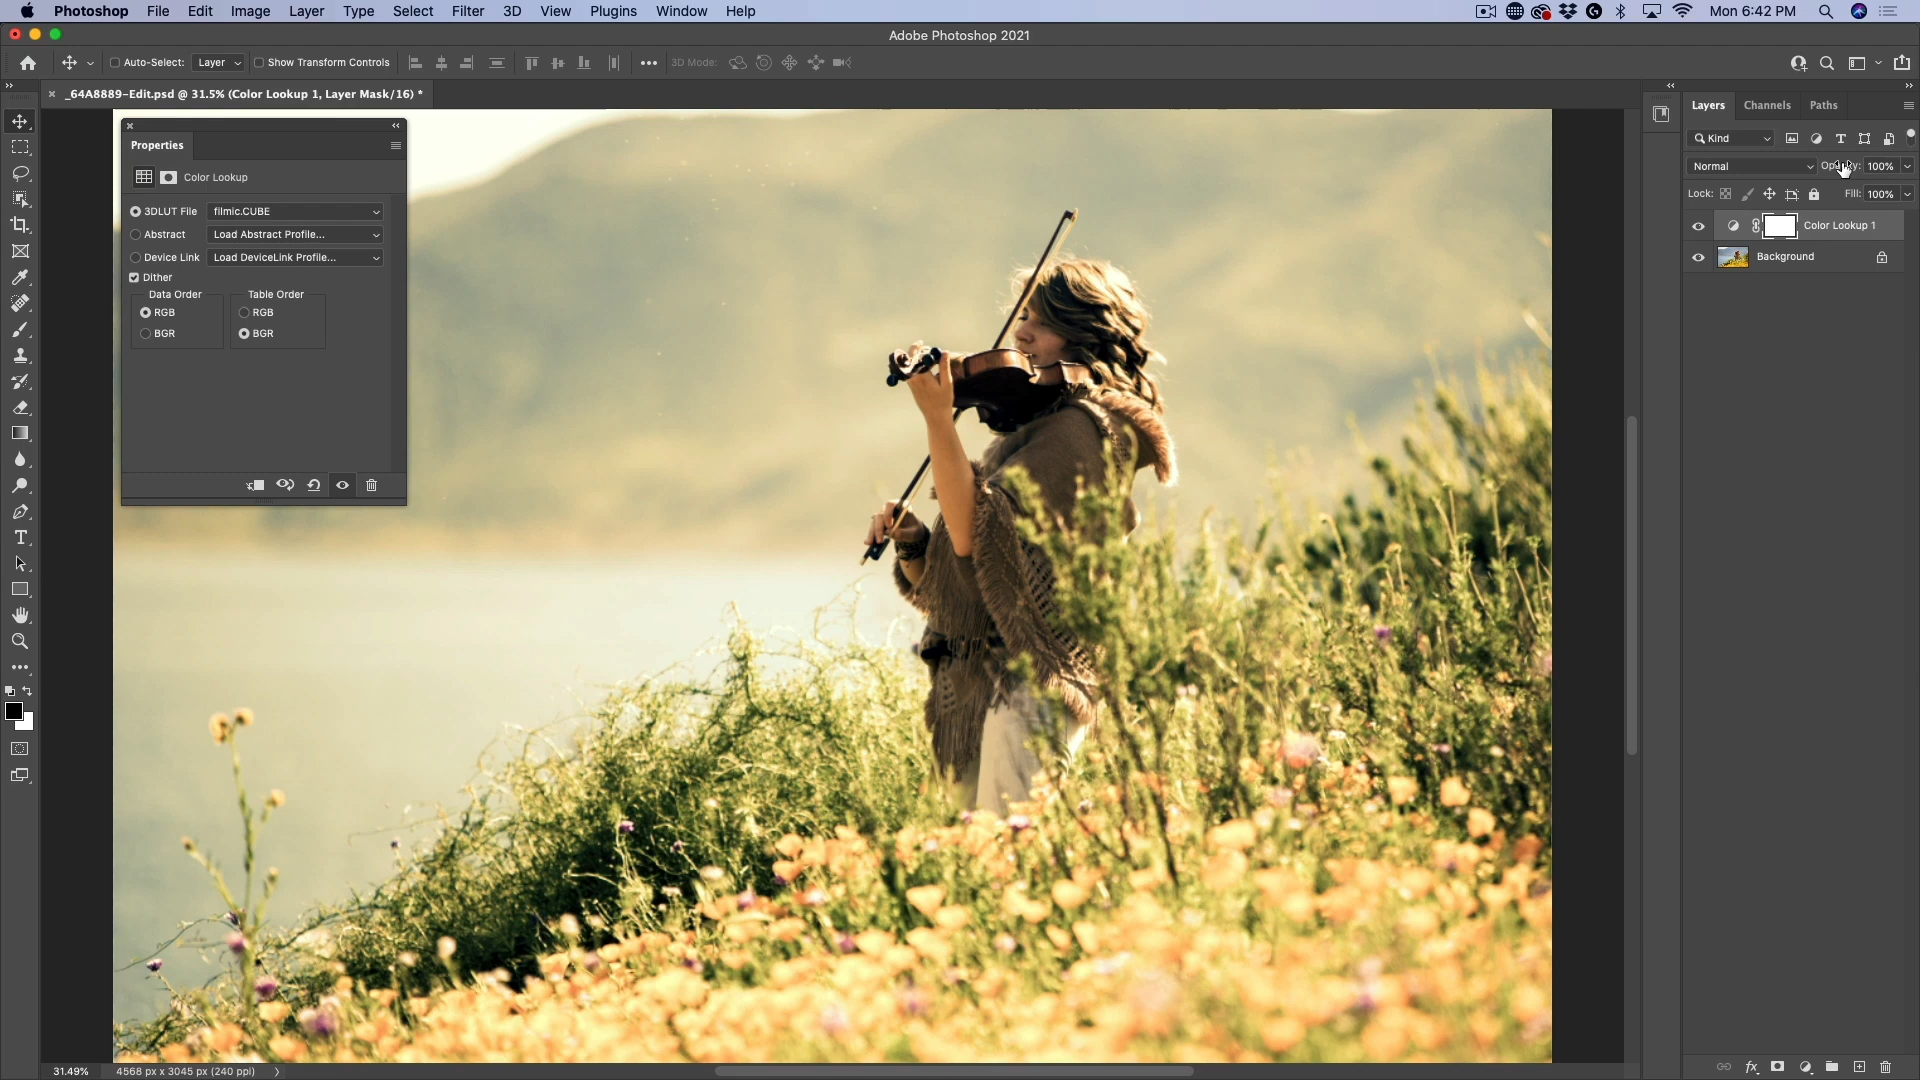 Photoshop File Edit Image Layer Type Select Filter 3D View Plugins Window Help Mon 6:42 PM
Adobe Photoshop 2021
Auto-Select: Layer Show Transform Controls 3D Mode:
_64A8889-Edit.psd @ 31.5% (Color Lookup 1, Layer Mask/16) *
Properties
Color Lookup
3DLUT File filmic.CUBE
Abstract Load Abstract Profile...
Device Link Load DeviceLink Profile...
Dither
Data Order Table Order
RGB RGB
BGR BGR
Layers Channels Paths
Kind
Normal 100%
Lock: Fill: 100%
Color Lookup 1
Background
31.49% 4568 px x 3045 px (240 ppi)